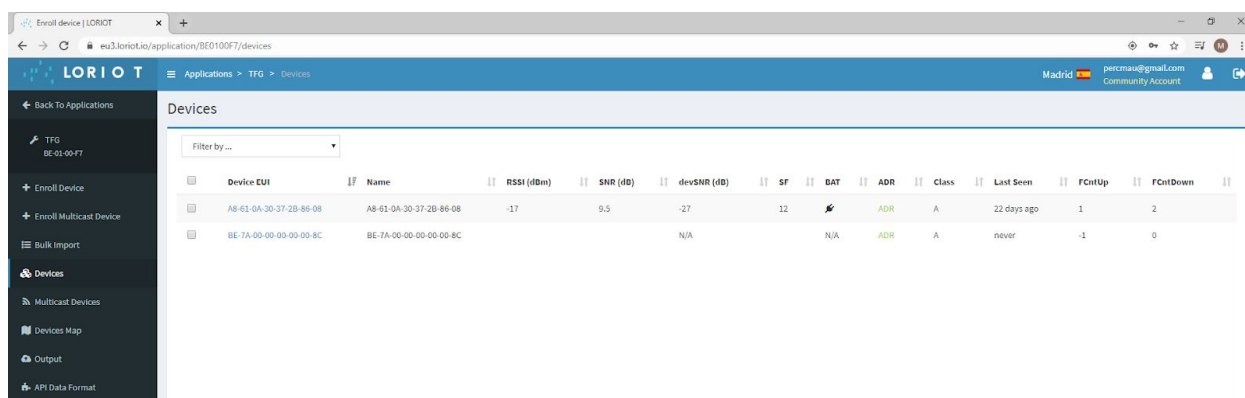 Enroll device | LORIOT
eu3.loriot.io/application/BE0100F7/devices
M
LORIOT
Applications > TFG > Devices
Madrid
percmau@gmail.com
Community Account
Back To Applications
TFG
BE-01-00-F7
Enroll Device
Enroll Multicast Device
Bulk Import
Devices
Multicast Devices
Devices Map
Output
API Data Format
Devices
Filter by ...
Device EUI Name RSSI (dBm) SNR (dB) devSNR (dB) SF BAT ADR Class Last Seen FCntUp FCntDown
A8-61-0A-30-37-2B-86-08 A8-61-0A-30-37-2B-86-08 -17 9.5 -27 12 ADR A 22 days ago 1 2
BE-7A-00-00-00-00-00-8C BE-7A-00-00-00-00-00-8C N/A N/A ADR A never -1 0